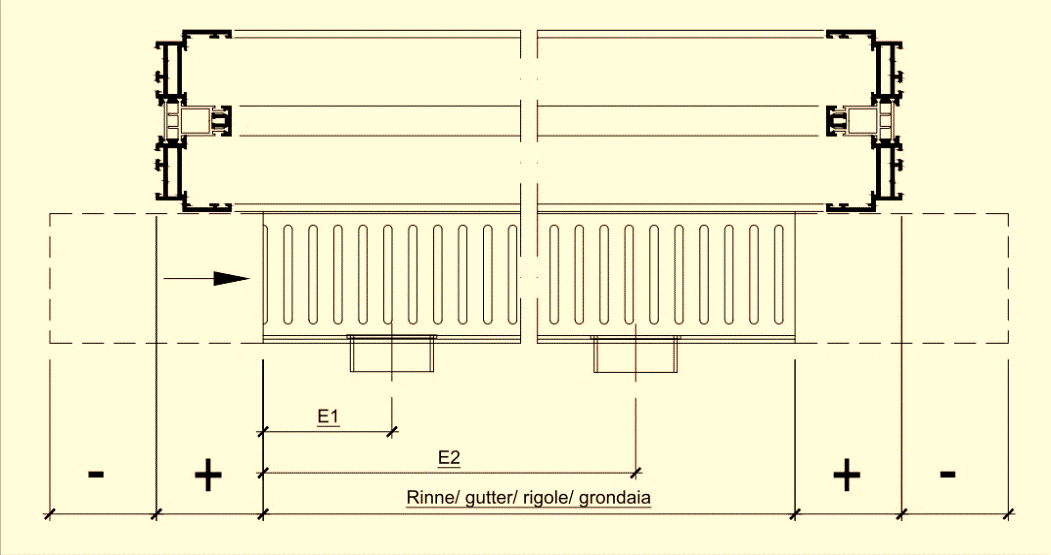 E1
E2
- + + -
Rinne/ gutter/ rigole/ grondaia